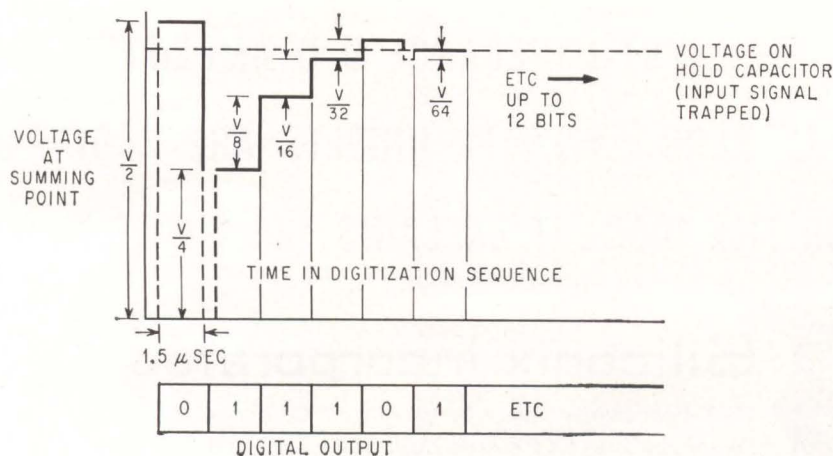 VOLTAGE
AT
SUMMING
POINT
V/2
V/4
V/8
V/16
V/32
V/64
ETC
UP TO
12 BITS
VOLTAGE ON
HOLD CAPACITOR
(INPUT SIGNAL
TRAPPED)
TIME IN DIGITIZATION SEQUENCE
1.5 μ SEC
0 1 1 1 0 1 ETC
DIGITAL OUTPUT